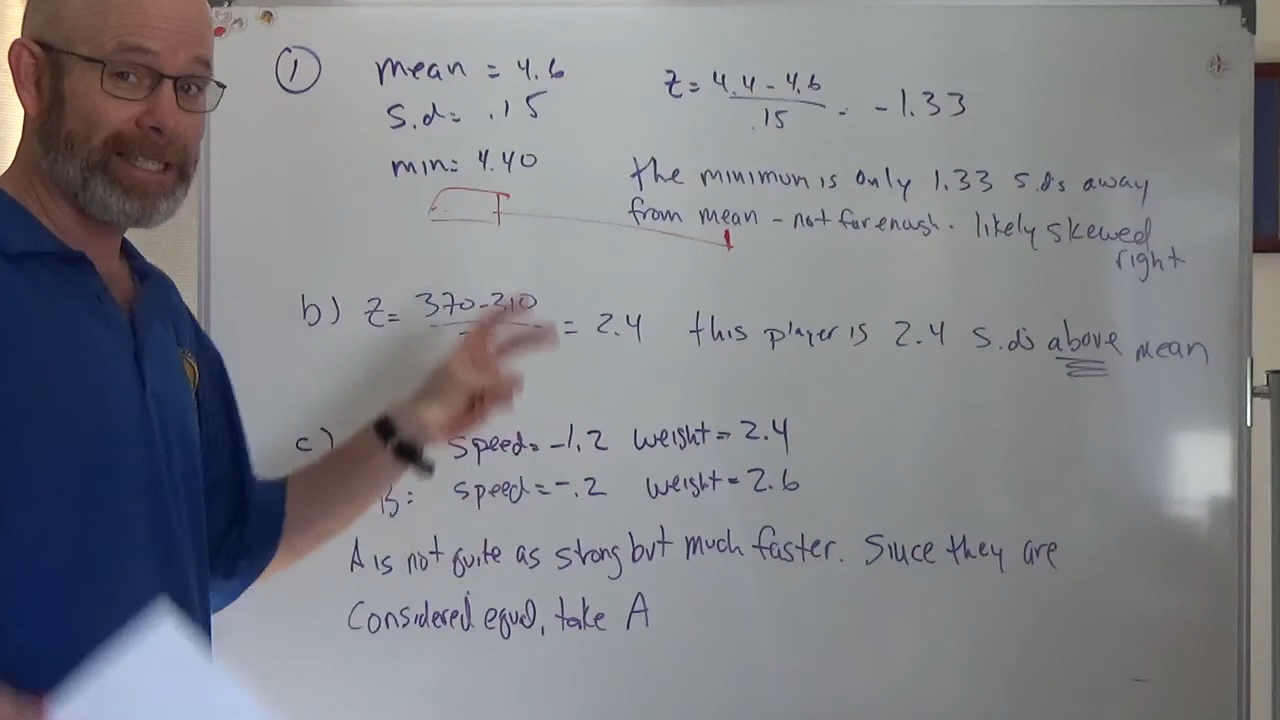 1
mean = 4.6
s.d = .15
min = 4.40
z = 4.4 - 4.6 / .15 = -1.33
the minimun is only 1.33 s.ds away
from mean - not far enough. likely skewed
right
b) z = 370-310 = 2.4 this player is 2.4 s.ds above mean
c) speed = -1.2 weight = 2.4
B: speed = -.2 weight = 2.6
A is not quite as strong but much faster. Since they are
considered equal, take A